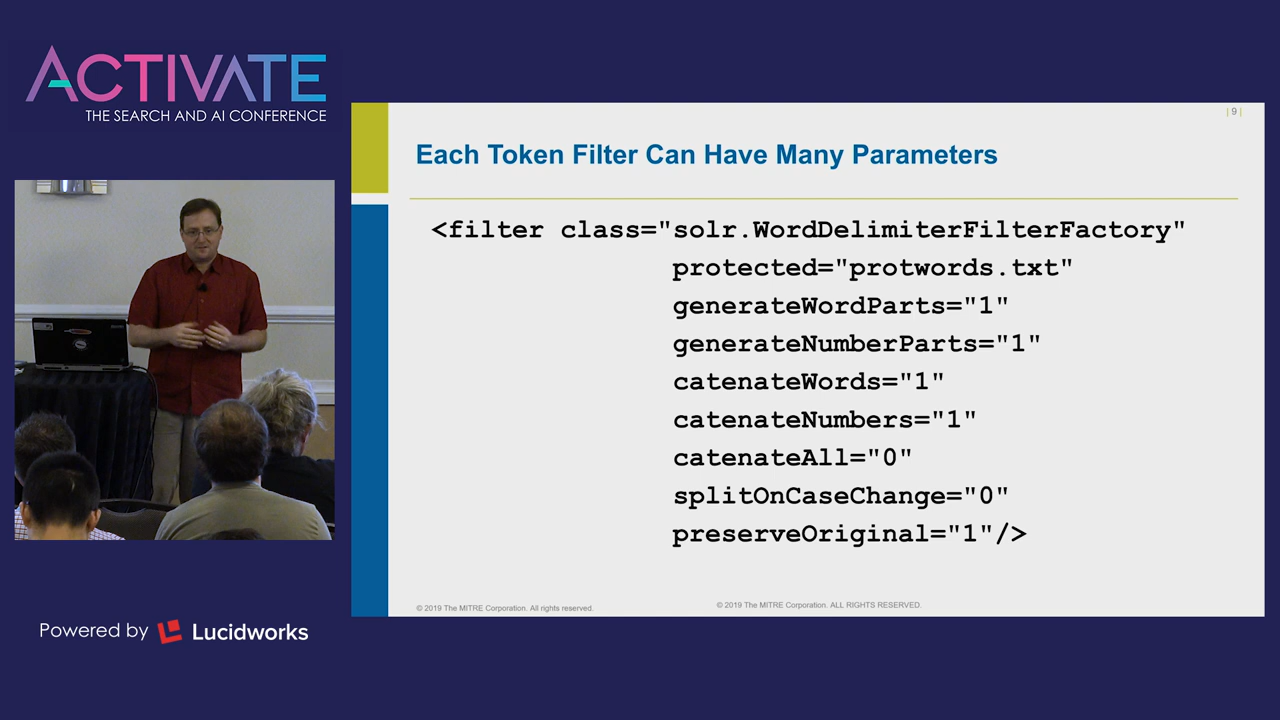 ACTIVATE
THE SEARCH AND AI CONFERENCE
| 9 |
Each Token Filter Can Have Many Parameters
<filter class="solr.WordDelimiterFilterFactory"
protected="protwords.txt"
generateWordParts="1"
generateNumberParts="1"
catenateWords="1"
catenateNumbers="1"
catenateAll="0"
splitOnCaseChange="0"
preserveOriginal="1"/>
© 2019 The MITRE Corporation. All rights reserved.
© 2019 The MITRE Corporation. ALL RIGHTS RESERVED.
Powered by Lucidworks